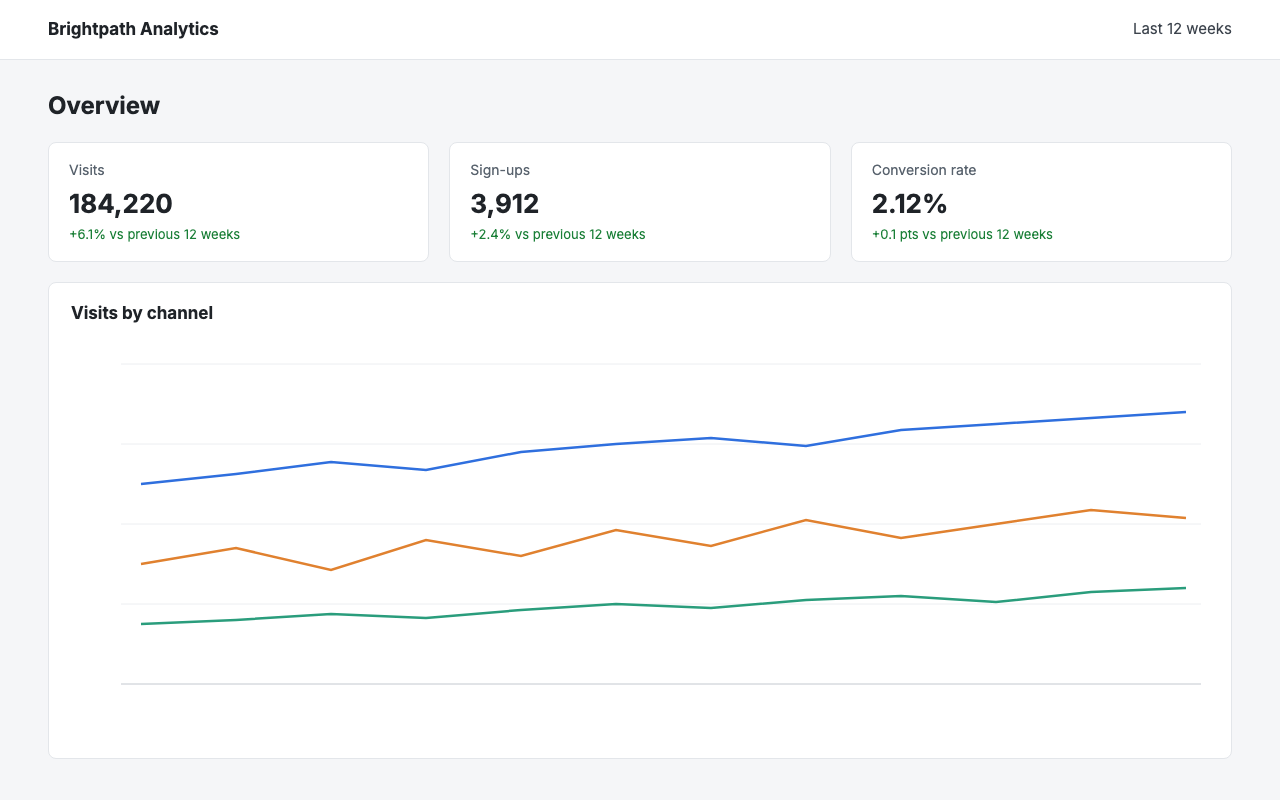 Brightpath Analytics
Last 12 weeks
Overview
Visits
184,220
+6.1% vs previous 12 weeks
Sign-ups
3,912
+2.4% vs previous 12 weeks
Conversion rate
2.12%
+0.1 pts vs previous 12 weeks
Visits by channel